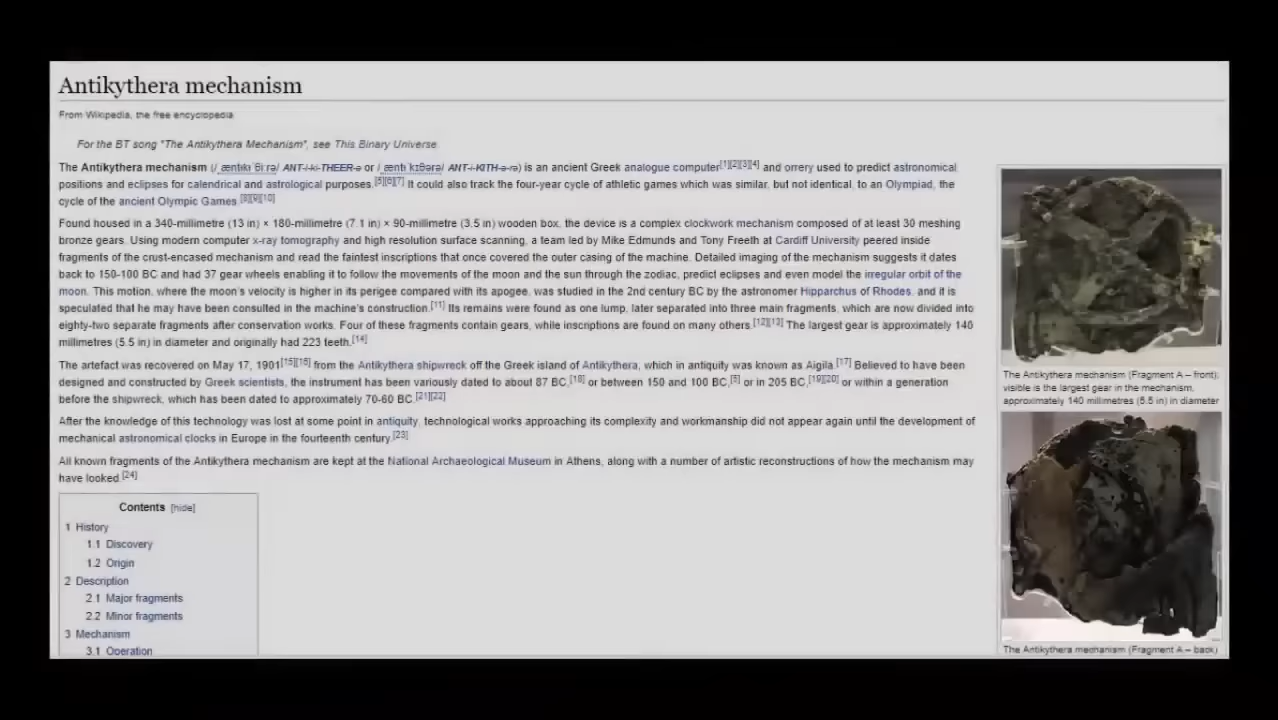 Antikythera mechanism
From Wikipedia, the free encyclopedia
For the BT song "The Antikythera Mechanism", see This Binary Universe
The Antikythera mechanism (/ˌæntɪkɪˈθɪːrə/ ANT-i-ki-THEER-ə or /ˌæntɪˈkɪθərə/ ANT-i-KITH-ə-rə) is an ancient Greek analogue computer[1][2][3][4] and orrery used to predict astronomical
positions and eclipses for calendrical and astrological purposes.[5][6][7] It could also track the four-year cycle of athletic games which was similar, but not identical, to an Olympiad, the
cycle of the ancient Olympic Games.[8][9][10]
Found housed in a 340-millimetre (13 in) × 180-millimetre (7.1 in) × 90-millimetre (3.5 in) wooden box, the device is a complex clockwork mechanism composed of at least 30 meshing
bronze gears. Using modern computer x-ray tomography and high resolution surface scanning, a team led by Mike Edmunds and Tony Freeth at Cardiff University peered inside
fragments of the crust-encased mechanism and read the faintest inscriptions that once covered the outer casing of the machine. Detailed imaging of the mechanism suggests it dates
back to 150-100 BC and had 37 gear wheels enabling it to follow the movements of the moon and the sun through the zodiac, predict eclipses and even model the irregular orbit of the
moon. This motion, where the moon's velocity is higher in its perigee compared with its apogee, was studied in the 2nd century BC by the astronomer Hipparchus of Rhodes, and it is
speculated that he may have been consulted in the machine's construction.[11] Its remains were found as one lump, later separated into three main fragments, which are now divided into
eighty-two separate fragments after conservation works. Four of these fragments contain gears, while inscriptions are found on many others.[12][13] The largest gear is approximately 140
millimetres (5.5 in) in diameter and originally had 223 teeth.[14]
The artefact was recovered on May 17, 1901[15][16] from the Antikythera shipwreck off the Greek island of Antikythera, which in antiquity was known as Aigila.[17] Believed to have been
designed and constructed by Greek scientists, the instrument has been variously dated to about 87 BC,[18] or between 150 and 100 BC,[5] or in 205 BC,[19][20] or within a generation
before the shipwreck, which has been dated to approximately 70-60 BC.[21][22]
After the knowledge of this technology was lost at some point in antiquity, technological works approaching its complexity and workmanship did not appear again until the development of
mechanical astronomical clocks in Europe in the fourteenth century.[23]
All known fragments of the Antikythera mechanism are kept at the National Archaeological Museum in Athens, along with a number of artistic reconstructions of how the mechanism may
have looked.[24]
Contents [hide]
1 History
1.1 Discovery
1.2 Origin
2 Description
2.1 Major fragments
2.2 Minor fragments
3 Mechanism
3.1 Operation
The Antikythera mechanism (Fragment A – front);
visible is the largest gear in the mechanism,
approximately 140 millimetres (5.5 in) in diameter
The Antikythera mechanism (Fragment A – back)